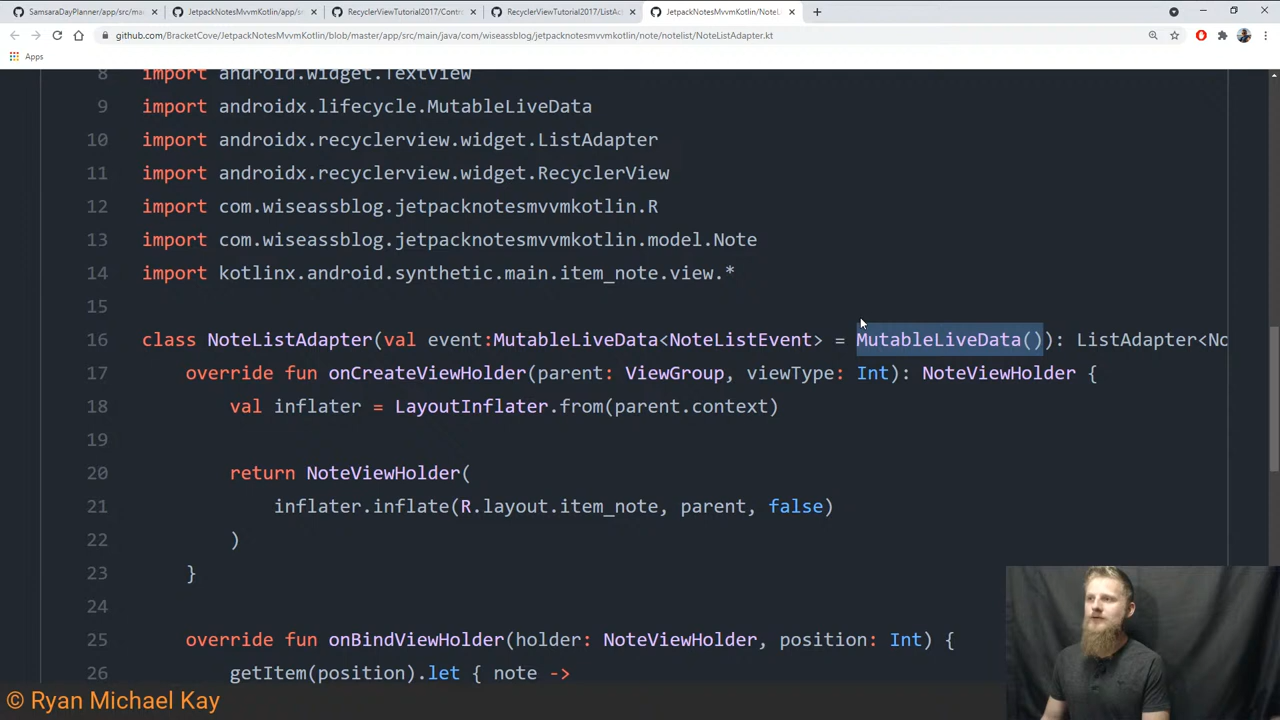 SamsaraDayPlanner/app/src/ma
JetpackNotesMvvmKotlin/app/s
RecyclerViewTutorial2017/Contro
RecyclerViewTutorial2017/ListAc
JetpackNotesMvvmKotlin/NoteL
github.com/BracketCove/JetpackNotesMvvmKotlin/blob/master/app/src/main/java/com/wiseassblog/jetpacknotesmvvmkotlin/note/notelist/NoteListAdapter.kt
Apps
8 import android.widget.TextView
9 import androidx.lifecycle.MutableLiveData
10 import androidx.recyclerview.widget.ListAdapter
11 import androidx.recyclerview.widget.RecyclerView
12 import com.wiseassblog.jetpacknotesmvvmkotlin.R
13 import com.wiseassblog.jetpacknotesmvvmkotlin.model.Note
14 import kotlinx.android.synthetic.main.item_note.view.*
15
16 class NoteListAdapter(val event:MutableLiveData<NoteListEvent> = MutableLiveData()): ListAdapter<No
17 override fun onCreateViewHolder(parent: ViewGroup, viewType: Int): NoteViewHolder {
18 val inflater = LayoutInflater.from(parent.context)
19
20 return NoteViewHolder(
21 inflater.inflate(R.layout.item_note, parent, false)
22 )
23 }
24
25 override fun onBindViewHolder(holder: NoteViewHolder, position: Int) {
26 getItem(position).let { note ->
© Ryan Michael Kay